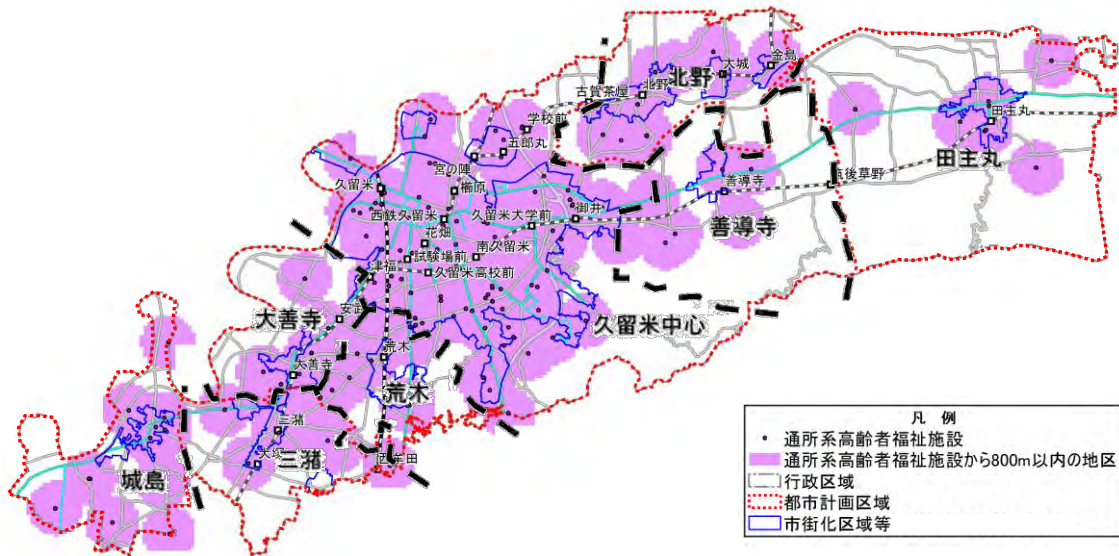 金島
大城
北野
北野
古賀茶屋
学校前
五郎丸
田主丸
田主丸
宮の陣
久留米
櫛原
善導寺
筑後草野
西鉄久留米
久留米大学前
御井
花畑
善導寺
南久留米
試験場前
津福
久留米高校前
大善寺
安武
久留米中心
荒木
大善寺
荒木
三潴
犬塚
三潴
西牟田
城島
凡 例
通所系高齢者福祉施設
通所系高齢者福祉施設から800m以内の地区
行政区域
都市計画区域
市街化区域等